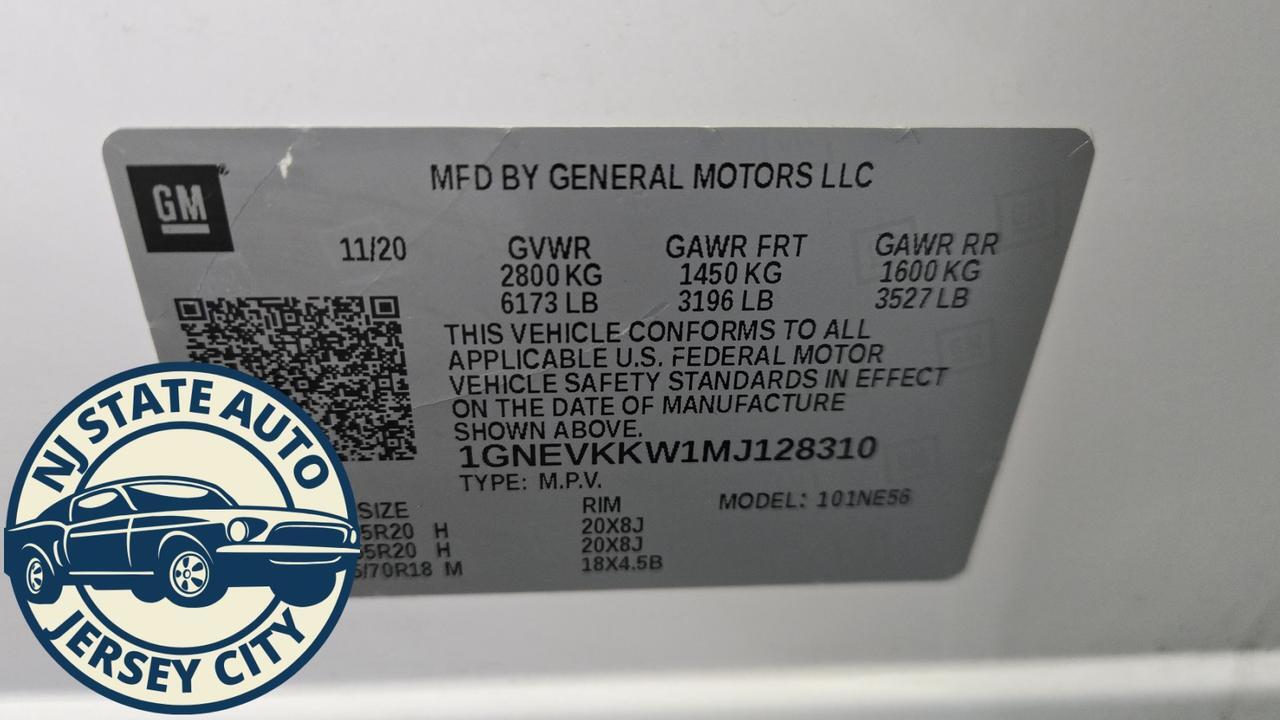 GM
MFD BY GENERAL MOTORS LLC
11/20 GVWR GAWR FRT GAWR RR
2800 KG 1450 KG 1600 KG
6173 LB 3196 LB 3527 LB
THIS VEHICLE CONFORMS TO ALL
APPLICABLE U.S. FEDERAL MOTOR
VEHICLE SAFETY STANDARDS IN EFFECT
ON THE DATE OF MANUFACTURE
SHOWN ABOVE.
1GNEVKKW1MJ128310
TYPE: M.P.V. MODEL: 101NE56
SIZE RIM
5R20 H 20X8J
5R20 H 20X8J
/70R18 M 18X4.5B
NJ STATE AUTO
JERSEY CITY